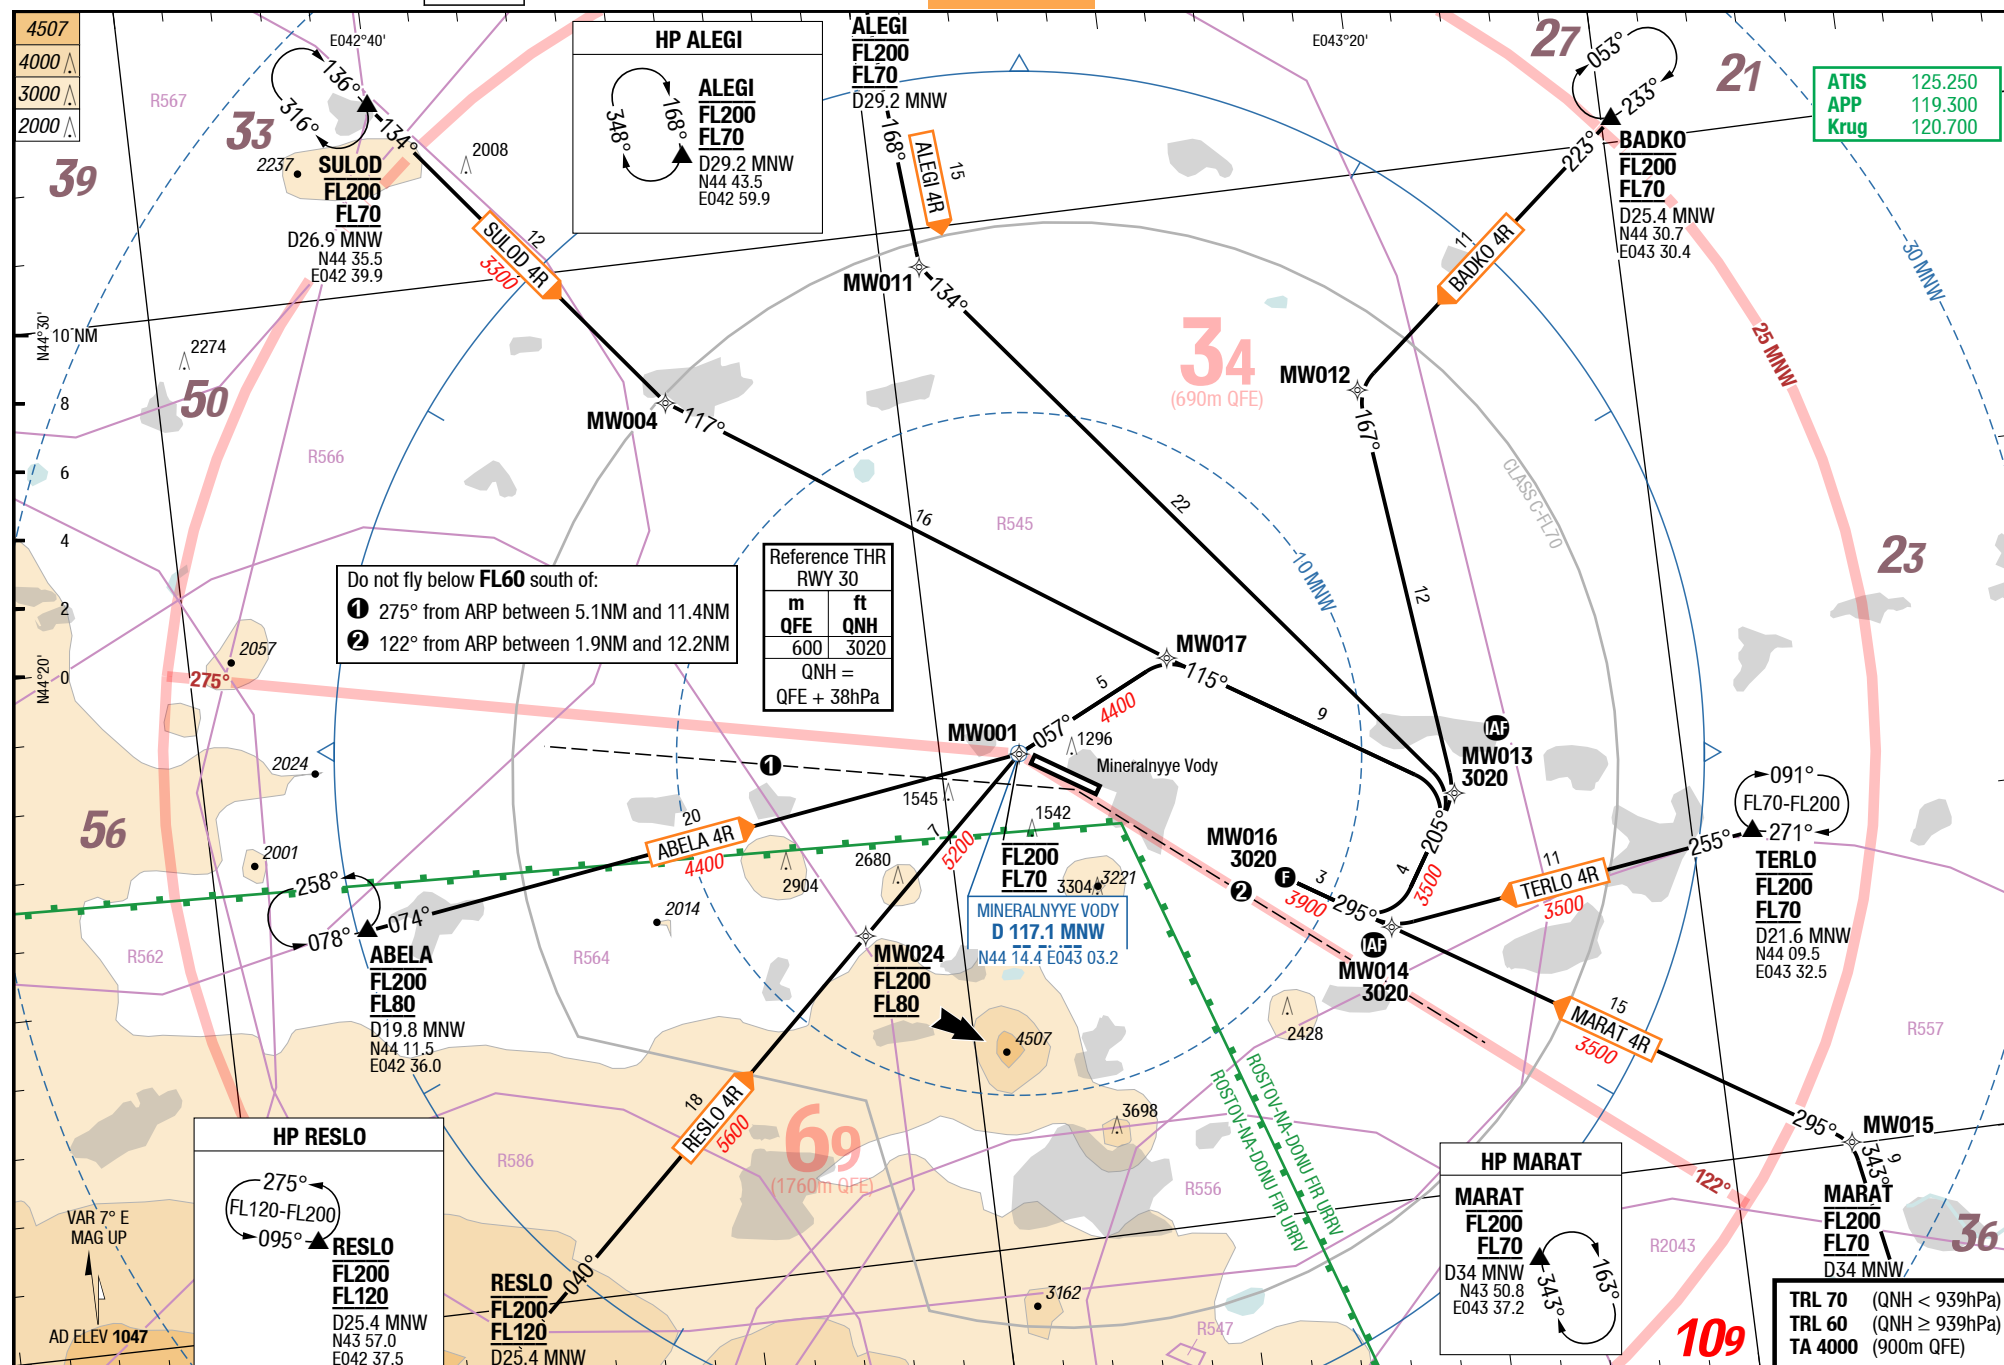 4507
4000
3000
2000
E042°40'
R567
33
39
136°
316°
134°
2237
2008
SULOD
FL200
FL70
D26.9 MNW
N44 35.5
E042 39.9
SULOD 4R
12
3300
HP ALEGI
168°
348°
ALEGI
FL200
FL70
D29.2 MNW
N44 43.5
E042 59.9
ALEGI
FL200
FL70
D29.2 MNW
168°
ALEGI 4R
15
MW011
134°
E043°20'
27
21
053°
233°
223°
BADKO
FL200
FL70
D25.4 MNW
N44 30.7
E043 30.4
BADKO 4R
11
ATIS 125.250
APP 119.300
Krug 120.700
30 MNW
25 MNW
N44°30'
10 NM
8
6
4
2
0
N44°20'
2274
50
R566
MW004
117°
16
R545
22
34
(690m QFE)
MW012
167°
12
CLASS C-FL70
10 MNW
23
Do not fly below FL60 south of:
1 275° from ARP between 5.1NM and 11.4NM
2 122° from ARP between 1.9NM and 12.2NM
Reference THR
RWY 30
m ft
QFE QNH
600 3020
QNH =
QFE + 38hPa
2057
275°
MW017
115°
9
5
4400
057°
MW001
1296
Mineralnyye Vody
IAF
MW013
3020
2024
1
1545
1542
20
ABELA 4R
4400
7
5200
56
2001
2680
2904
2014
258°
078°
074°
ABELA
FL200
FL80
D19.8 MNW
N44 11.5
E042 36.0
R562
R564
FL200
FL70
3304
3221
MINERALNYYE VODY
D 117.1 MNW
N44 14.4 E043 03.2
MW016
3020
F
2
3
3900
295°
205°
4
3500
IAF
MW014
3020
091°
FL70-FL200
271°
255°
11
TERLO 4R
3500
TERLO
FL200
FL70
D21.6 MNW
N44 09.5
E043 32.5
MW024
FL200
FL80
4507
2428
15
MARAT 4R
3500
R557
18
RESLO 4R
5600
69
(1760m QFE)
3698
ROSTOV-NA-DONU FIR URRV
ROSTOV-NA-DONU FIR URRV
295°
MW015
9
343°
122°
HP RESLO
275°
FL120-FL200
095°
RESLO
FL200
FL120
D25.4 MNW
N43 57.0
E042 37.5
R586
R556
VAR 7° E
MAG UP
AD ELEV 1047
RESLO
FL200
FL120
D25.4 MNW
040°
3162
R547
HP MARAT
MARAT
FL200
FL70
D34 MNW
N43 50.8
E043 37.2
163°
343°
R2043
MARAT
FL200
FL70
D34 MNW
36
109
TRL 70 (QNH < 939hPa)
TRL 60 (QNH ≥ 939hPa)
TA 4000 (900m QFE)